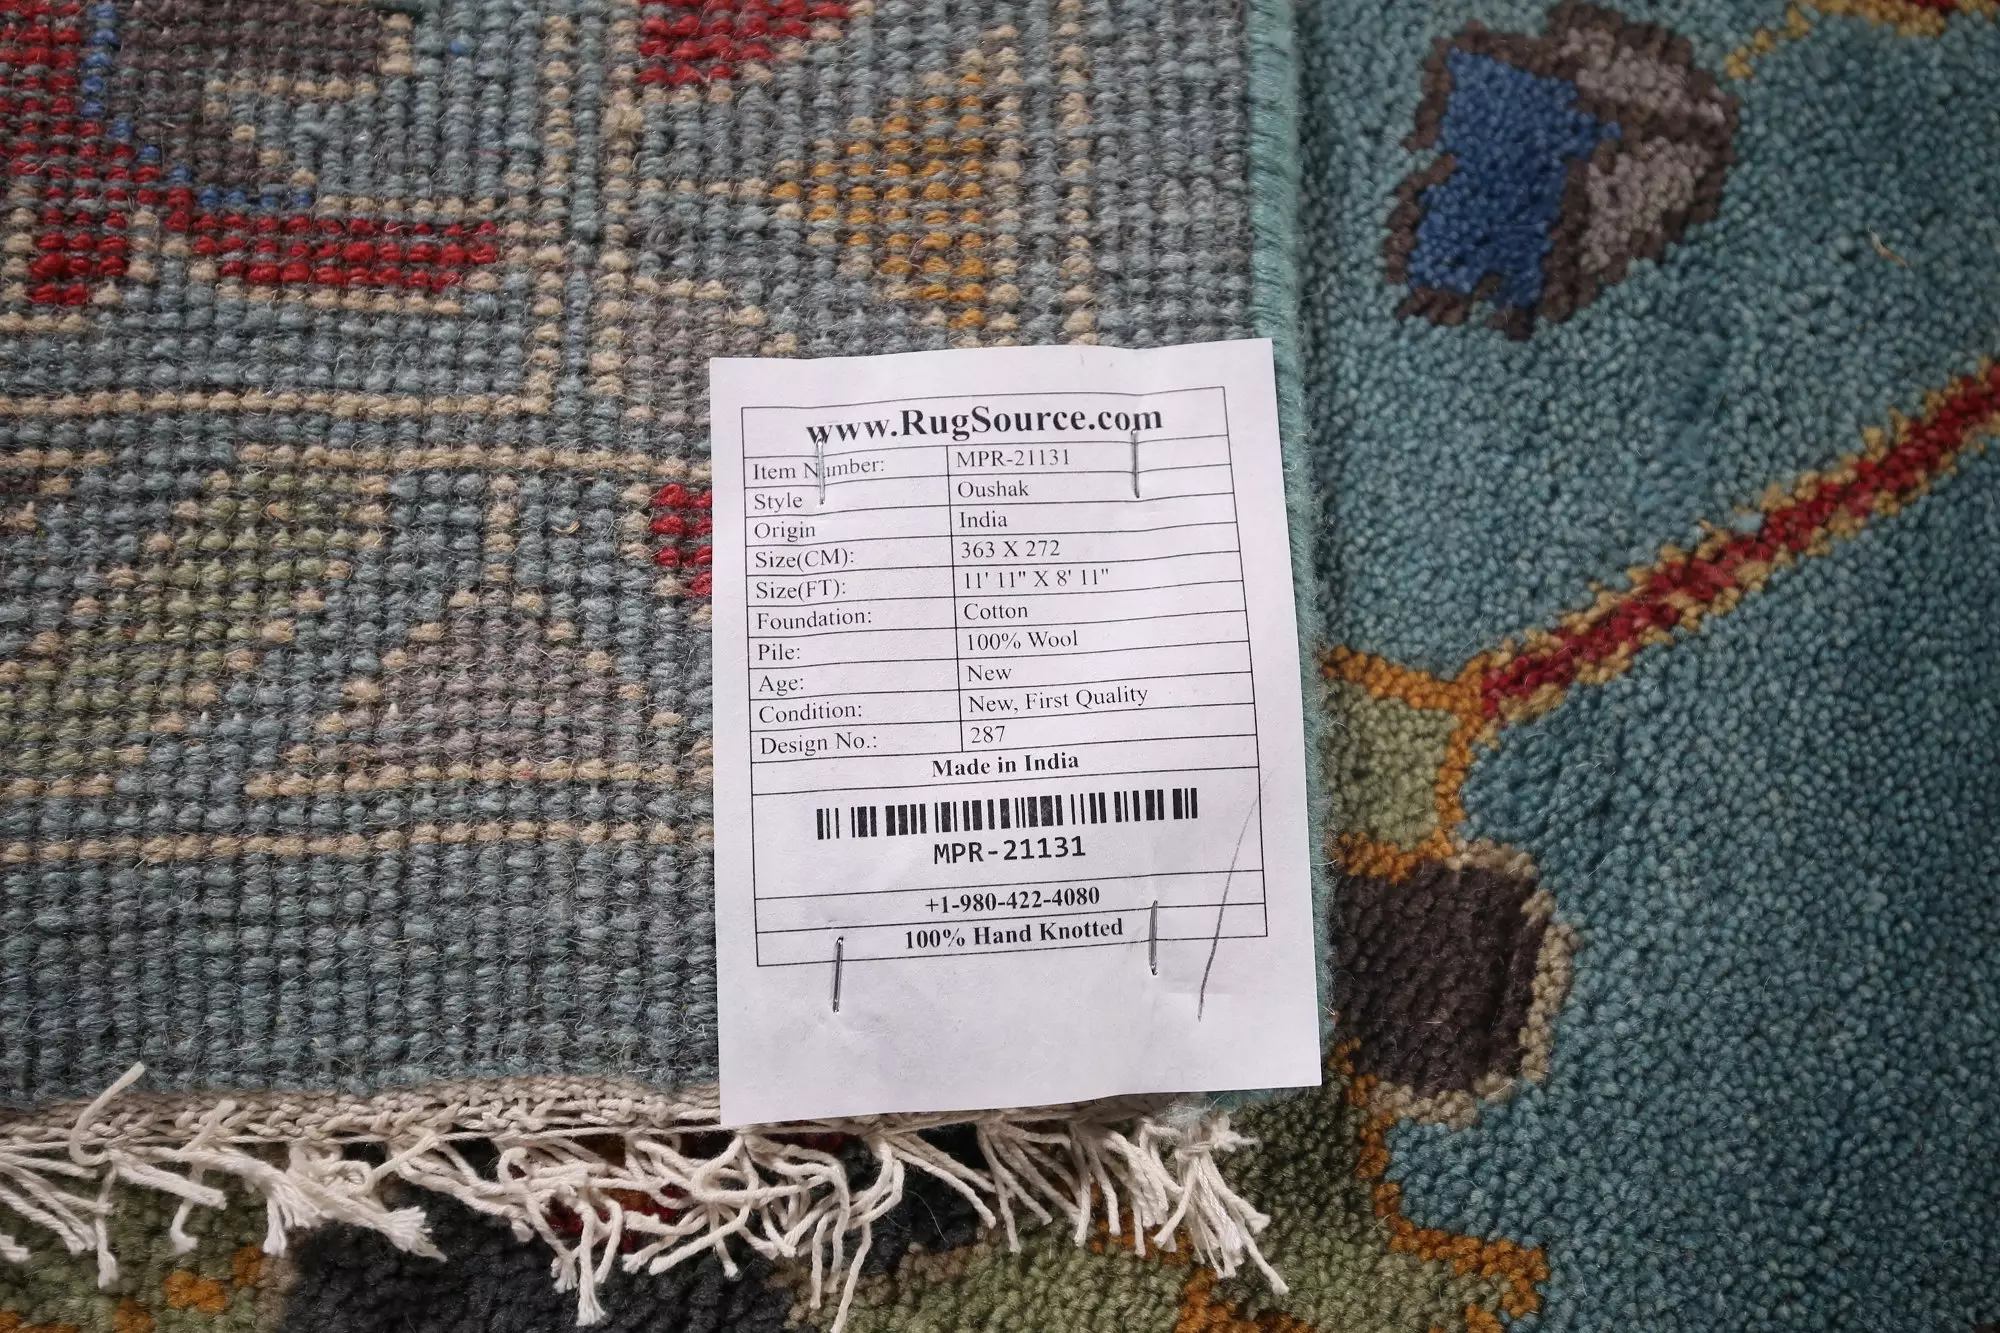 www.RugSource.com
Item Number: MPR-21131
Style Oushak
Origin India
Size(CM): 363 X 272
Size(FT): 11' 11" X 8' 11"
Foundation: Cotton
Pile: 100% Wool
Age: New
Condition: New, First Quality
Design No.: 287
Made in India
MPR-21131
+1-980-422-4080
100% Hand Knotted